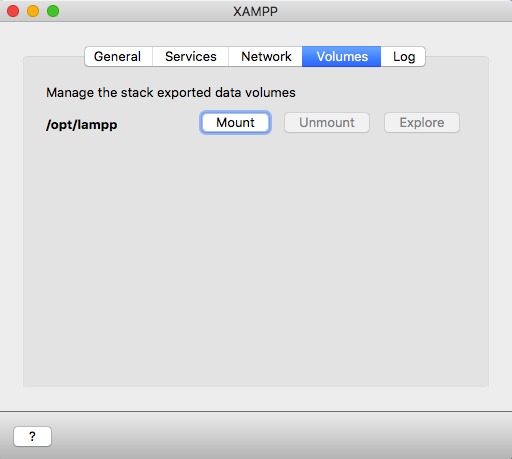 XAMPP
General Services Network Volumes Log
Manage the stack exported data volumes
/opt/lampp Mount Unmount Explore
?